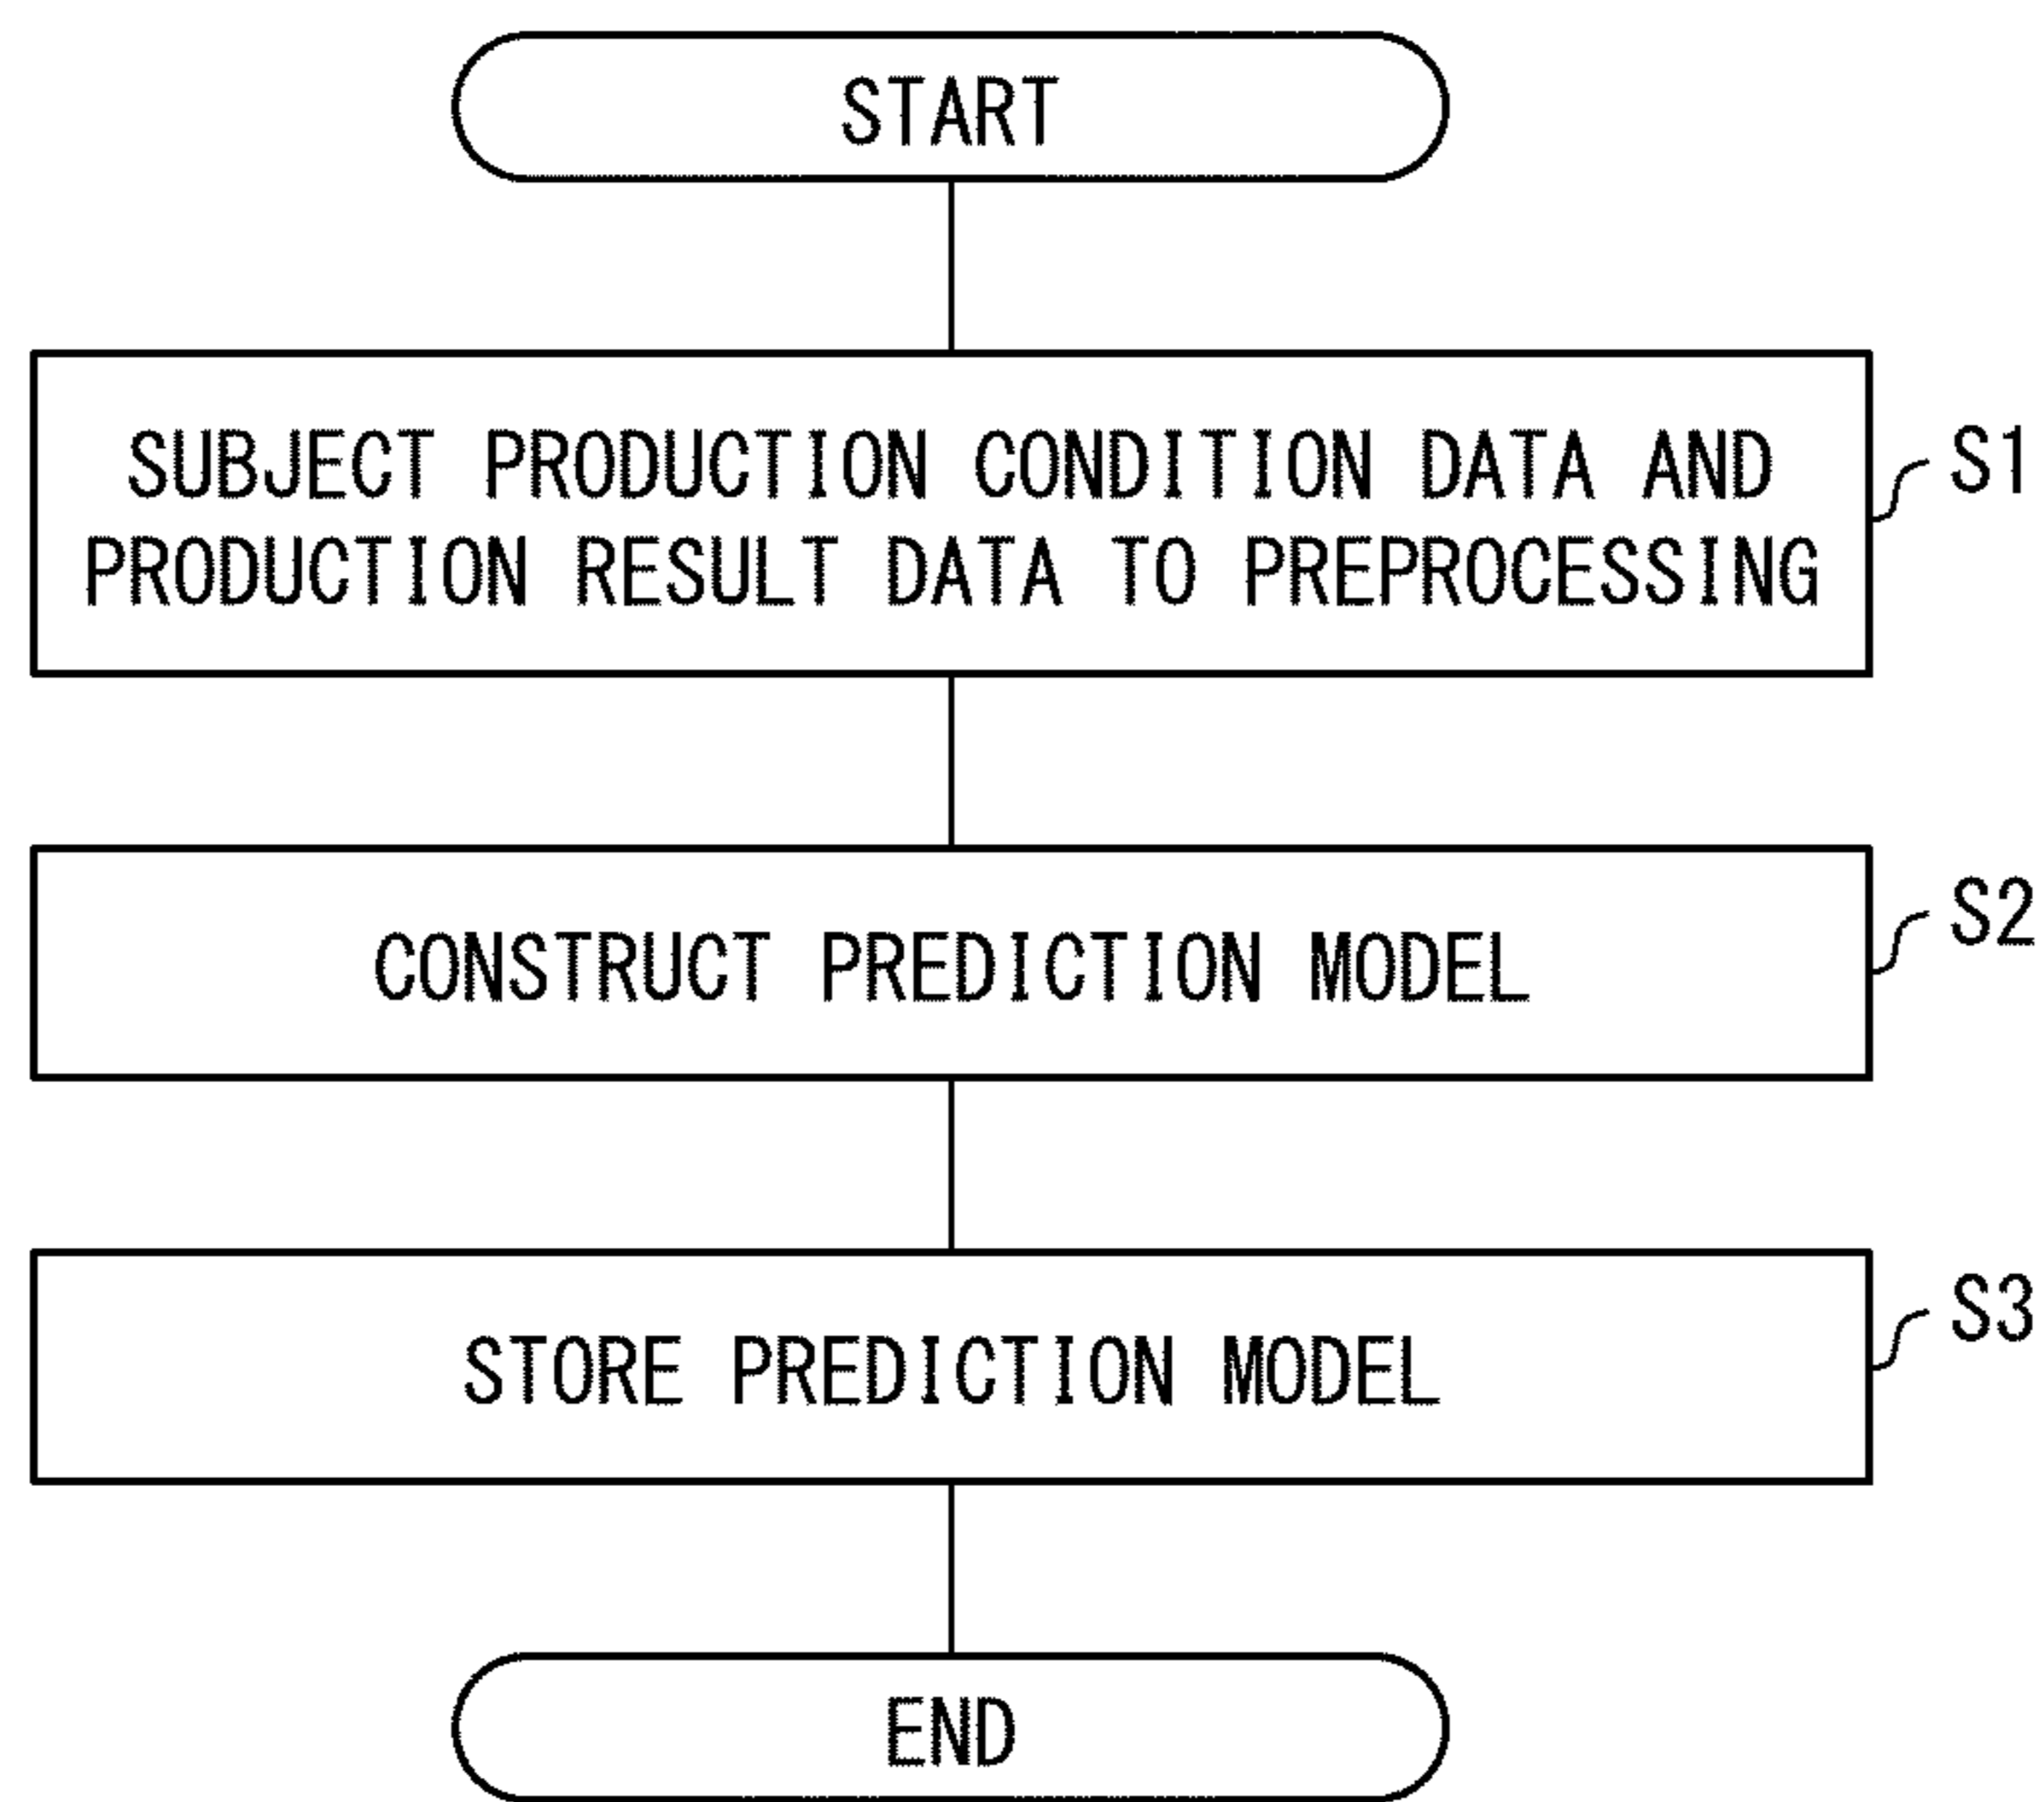 START
SUBJECT PRODUCTION CONDITION DATA AND
PRODUCTION RESULT DATA TO PREPROCESSING
S1
CONSTRUCT PREDICTION MODEL
S2
STORE PREDICTION MODEL
S3
END